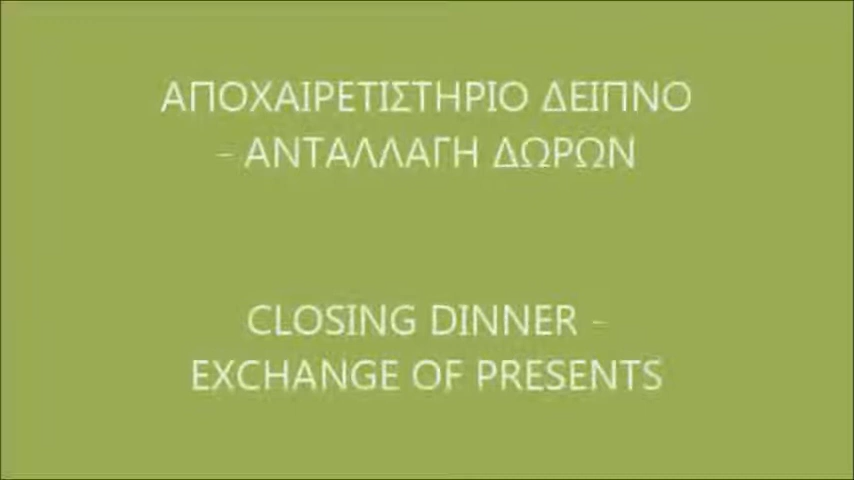 ΑΠΟΧΑΙΡΕΤΙΣΤΗΡΙΟ ΔΕΙΠΝΟ
- ΑΝΤΑΛΛΑΓΗ ΔΩΡΩΝ
CLOSING DINNER -
EXCHANGE OF PRESENTS